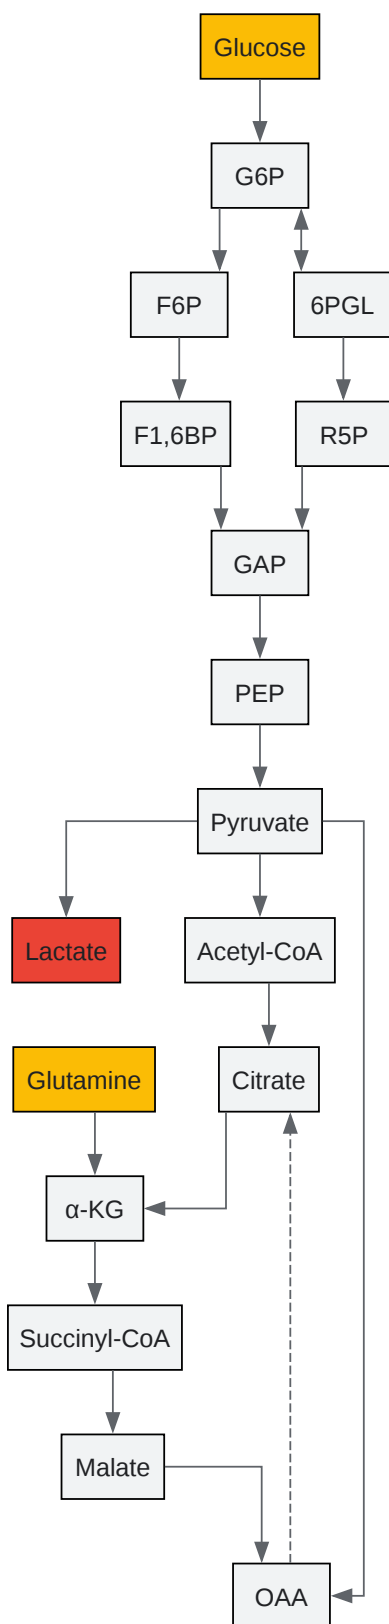 Glucose
G6P
F6P
6PGL
F1,6BP
R5P
GAP
PEP
Pyruvate
Lactate
Acetyl-CoA
Glutamine
Citrate
α-KG
Succinyl-CoA
Malate
OAA